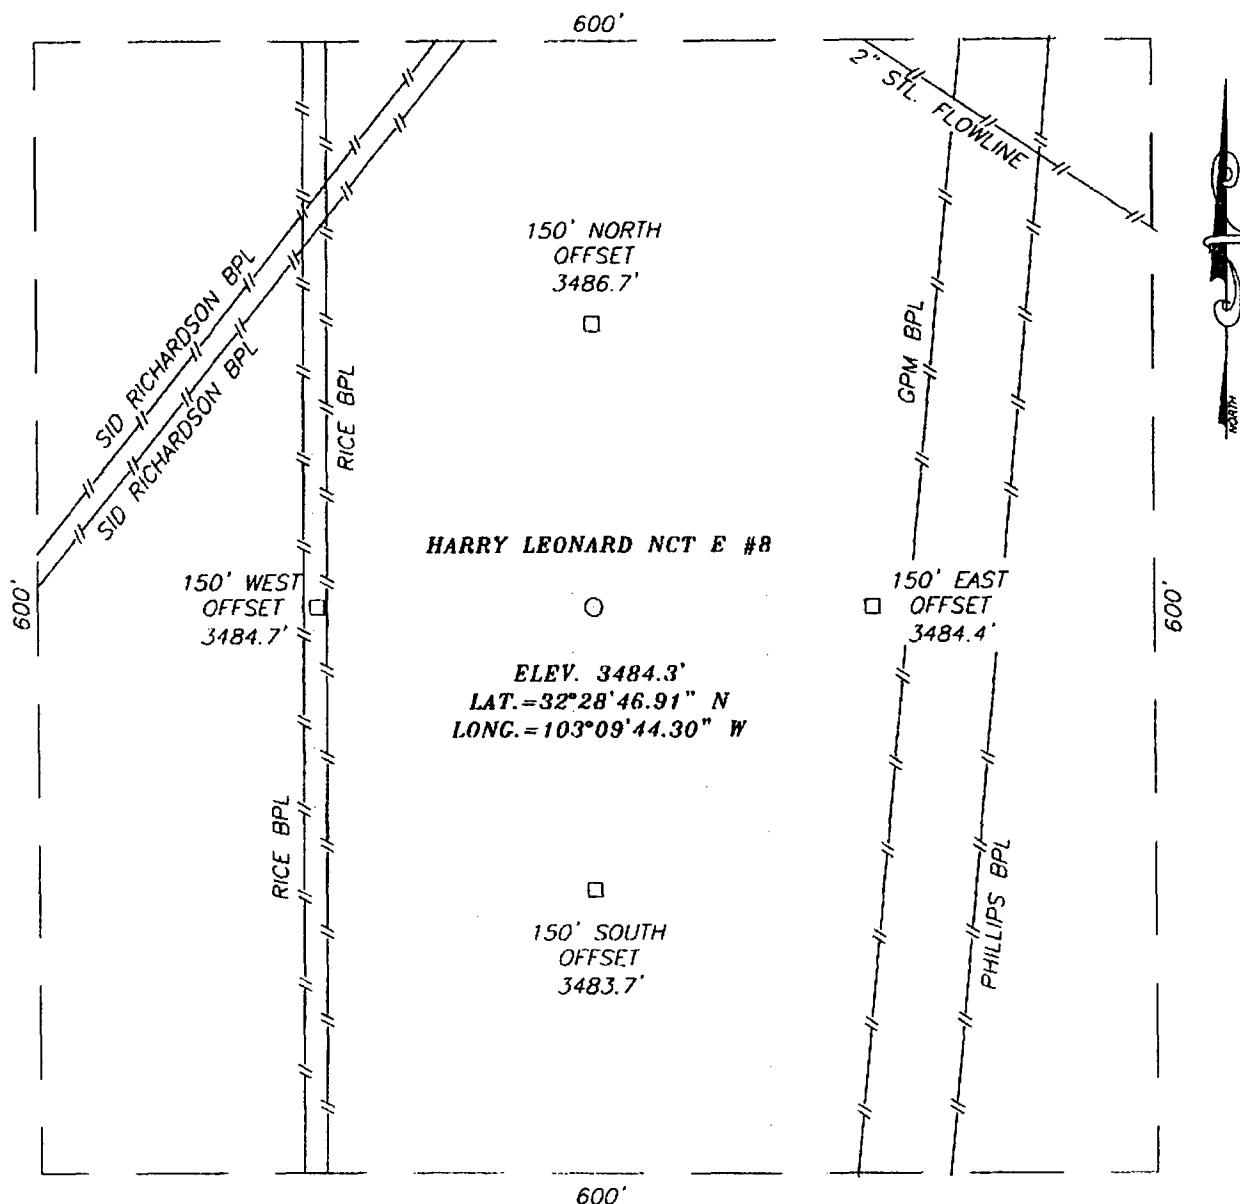 600'
2" STL. FLOWLINE
150' NORTH
OFFSET
3486.7'
SID RICHARDSON BPL
SID RICHARDSON BPL
RICE BPL
GPM BPL
NORTH
HARRY LEONARD NCT E #8
600'
150' WEST
OFFSET
3484.7'
150' EAST
OFFSET
3484.4'
600'
ELEV. 3484.3'
LAT.=32°28'46.91" N
LONG.=103°09'44.30" W
RICE BPL
PHILLIPS BPL
150' SOUTH
OFFSET
3483.7'
600'